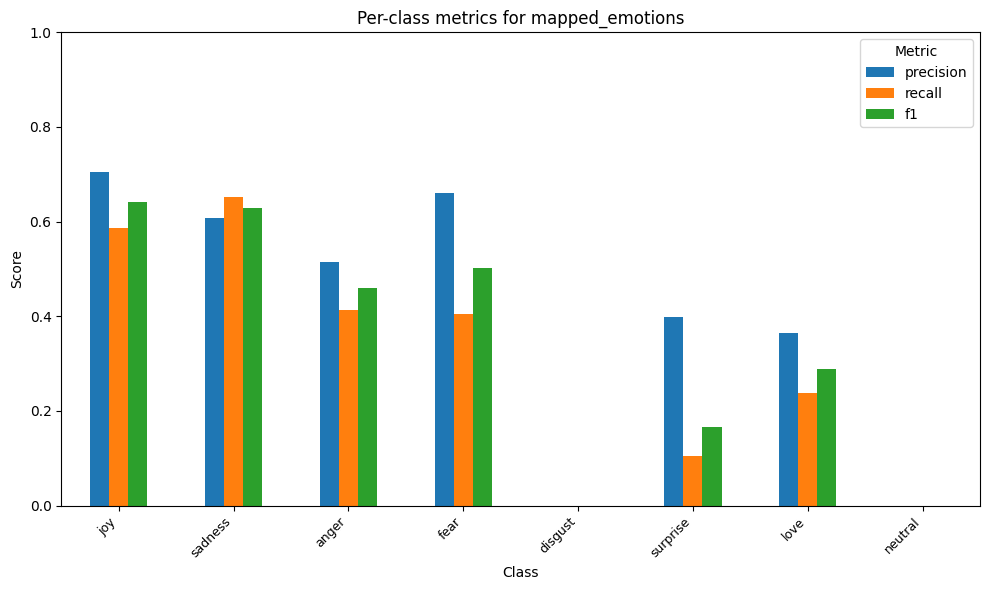 Per-class metrics for mapped_emotions
Metric
precision
recall
f1
Score
1.0
0.8
0.6
0.4
0.2
0.0
joy
sadness
anger
fear
disgust
surprise
love
neutral
Class